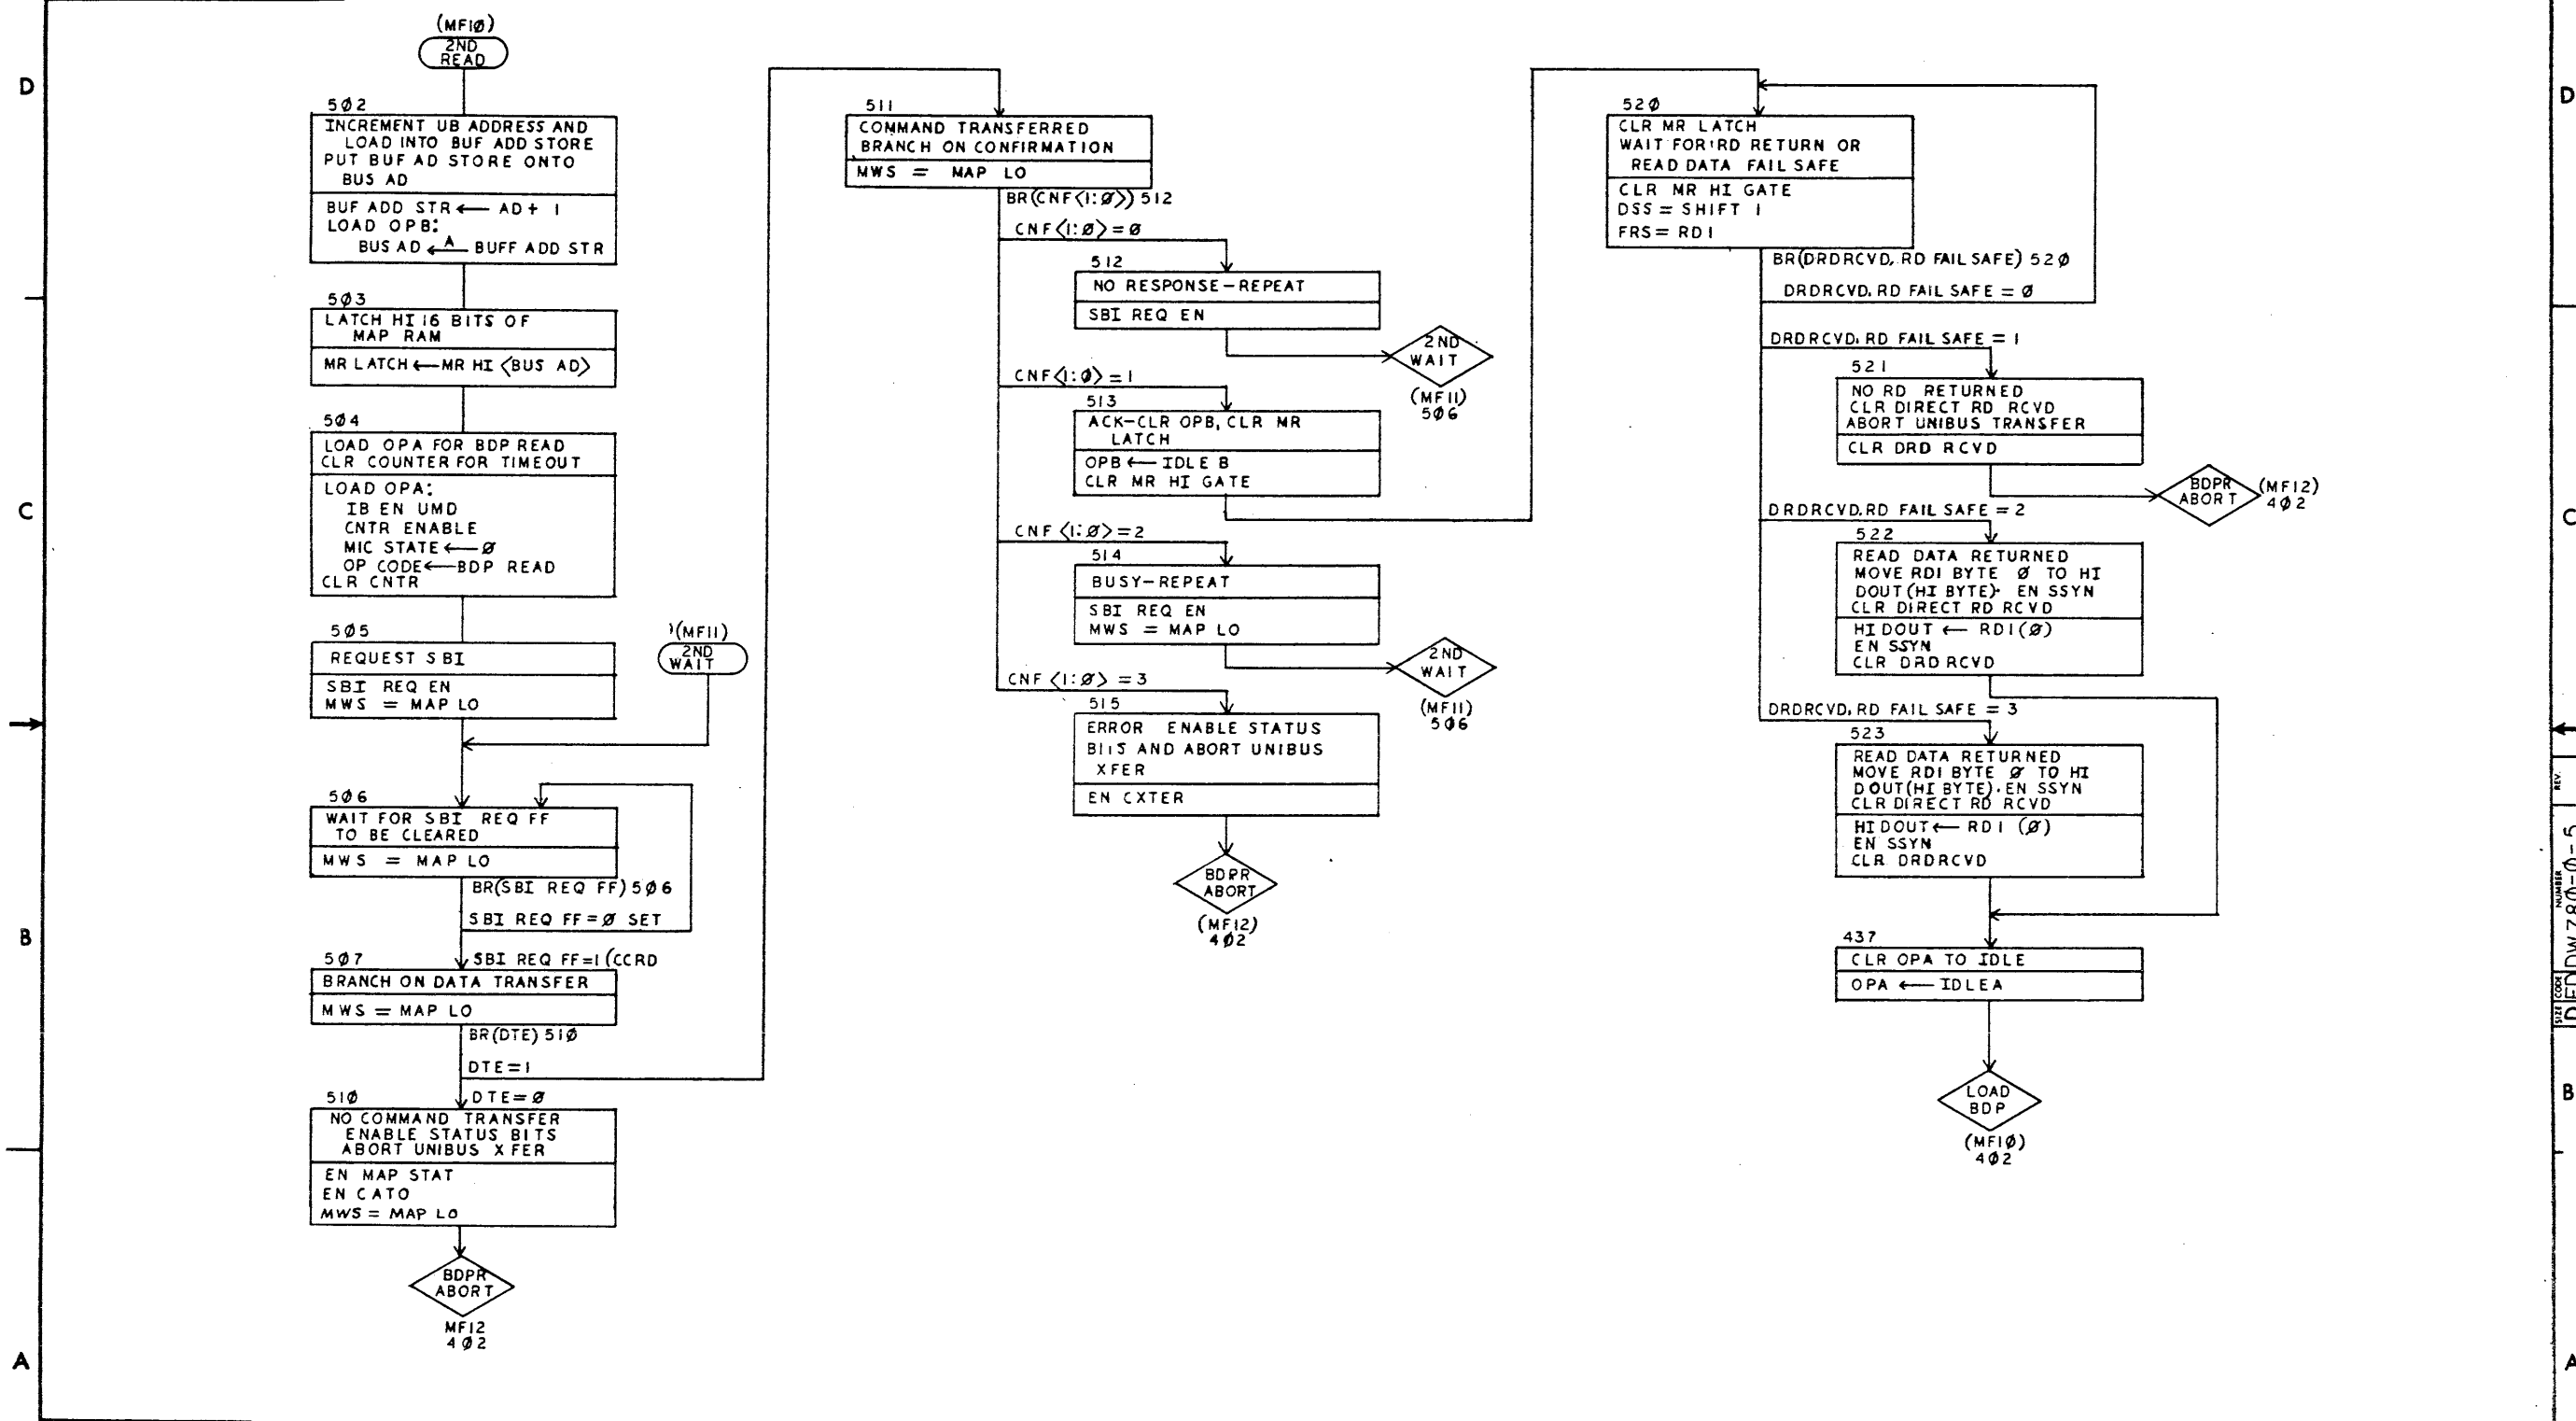 (MF1Ø)
2ND
READ
5Ø2
INCREMENT UB ADDRESS AND
LOAD INTO BUF ADD STORE
PUT BUF AD STORE ONTO
BUS AD
BUF ADD STR ← AD + 1
LOAD OPB:
BUS AD ←A BUFF ADD STR
5Ø3
LATCH HI 16 BITS OF
MAP RAM
MR LATCH ← MR HI <BUS AD>
5Ø4
LOAD OPA FOR BDP READ
CLR COUNTER FOR TIMEOUT
LOAD OPA:
IB EN UMD
CNTR ENABLE
MIC STATE ← Ø
OP CODE ← BDP READ
CLR CNTR
5Ø5
REQUEST SBI
SBI REQ EN
MWS = MAP LO
(MF11)
2ND
WAIT
5Ø6
WAIT FOR SBI REQ FF
TO BE CLEARED
MWS = MAP LO
BR(SBI REQ FF) 5Ø6
SBI REQ FF = Ø SET
SBI REQ FF = 1 (CCRD
5Ø7
BRANCH ON DATA TRANSFER
MWS = MAP LO
BR(DTE) 51Ø
DTE = 1
DTE = Ø
51Ø
NO COMMAND TRANSFER
ENABLE STATUS BITS
ABORT UNIBUS XFER
EN MAP STAT
EN CATO
MWS = MAP LO
BDPR
ABORT
MF12
4Ø2
511
COMMAND TRANSFERRED
BRANCH ON CONFIRMATION
MWS = MAP LO
BR(CNF<1:Ø>) 512
CNF<1:Ø> = Ø
512
NO RESPONSE-REPEAT
SBI REQ EN
2ND
WAIT
(MF11)
5Ø6
CNF<1:Ø> = 1
513
ACK-CLR OPB, CLR MR
LATCH
OPB ← IDLE B
CLR MR HI GATE
CNF <1:Ø> = 2
514
BUSY-REPEAT
SBI REQ EN
MWS = MAP LO
2ND
WAIT
(MF11)
5Ø6
CNF <1:Ø> = 3
515
ERROR ENABLE STATUS
BITS AND ABORT UNIBUS
XFER
EN CXTER
BDPR
ABORT
(MF12)
4Ø2
52Ø
CLR MR LATCH
WAIT FOR RD RETURN OR
READ DATA FAIL SAFE
CLR MR HI GATE
DSS = SHIFT 1
FRS = RD1
BR(DRDRCVD, RD FAIL SAFE) 52Ø
DRDRCVD, RD FAIL SAFE = Ø
DRDRCVD, RD FAIL SAFE = 1
521
NO RD RETURNED
CLR DIRECT RD RCVD
ABORT UNIBUS TRANSFER
CLR DRD RCVD
BDPR
ABORT
(MF12)
4Ø2
DRDRCVD, RD FAIL SAFE = 2
522
READ DATA RETURNED
MOVE RD1 BYTE Ø TO HI
DOUT (HI BYTE). EN SSYN
CLR DIRECT RD RCVD
HI DOUT ← RD1(Ø)
EN SSYN
CLR DRD RCVD
DRDRCVD, RD FAIL SAFE = 3
523
READ DATA RETURNED
MOVE RD1 BYTE Ø TO HI
DOUT (HI BYTE). EN SSYN
CLR DIRECT RD RCVD
HI DOUT ← RD1 (Ø)
EN SSYN
CLR DRDRCVD
437
CLR OPA TO IDLE
OPA ← IDLEA
LOAD
BDP
(MF1Ø)
4Ø2
D
C
B
A
D
C
B
A
REV.
NUMBER
DW780-0-5
SIZE CODE
D FD